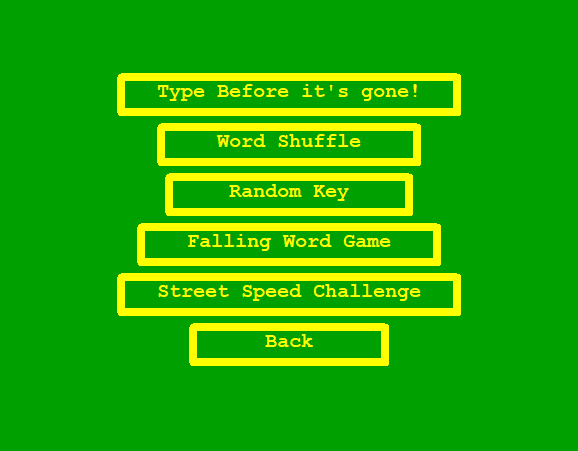 Type Before it's gone!
Word Shuffle
Random Key
Falling Word Game
Street Speed Challenge
Back